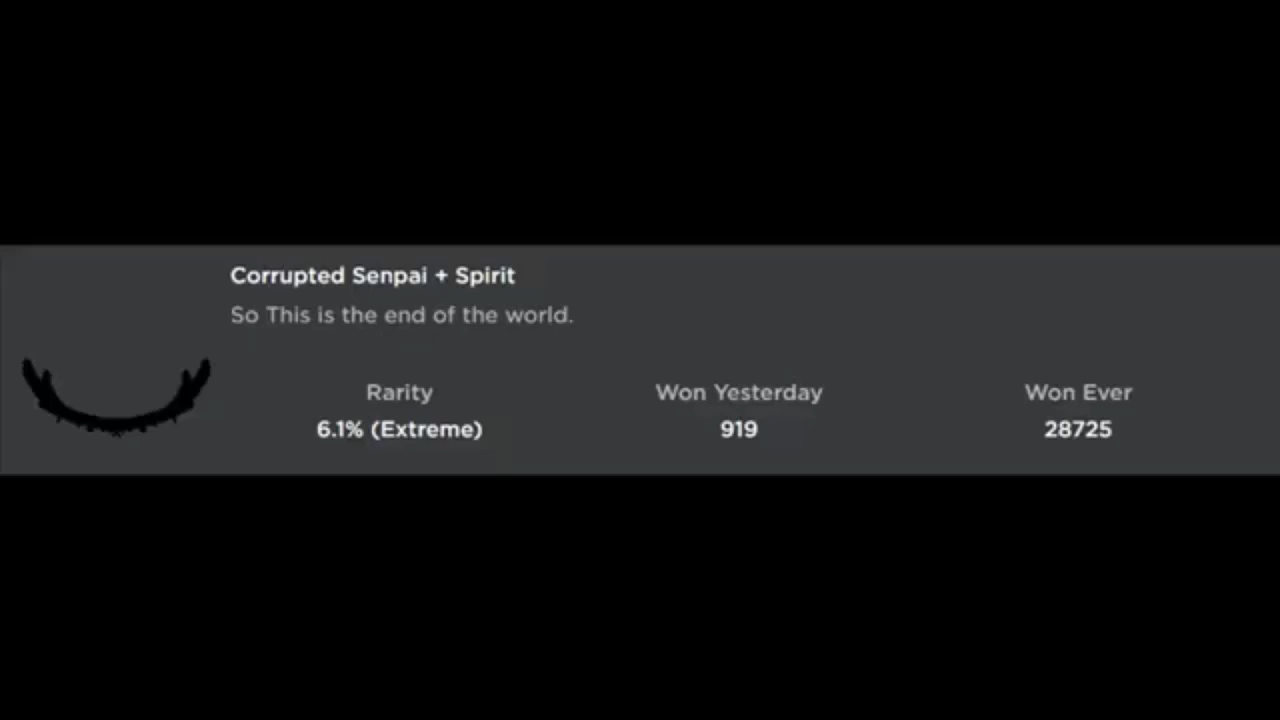 Corrupted Senpai + Spirit
So This is the end of the world.
Rarity Won Yesterday Won Ever
6.1% (Extreme) 919 28725